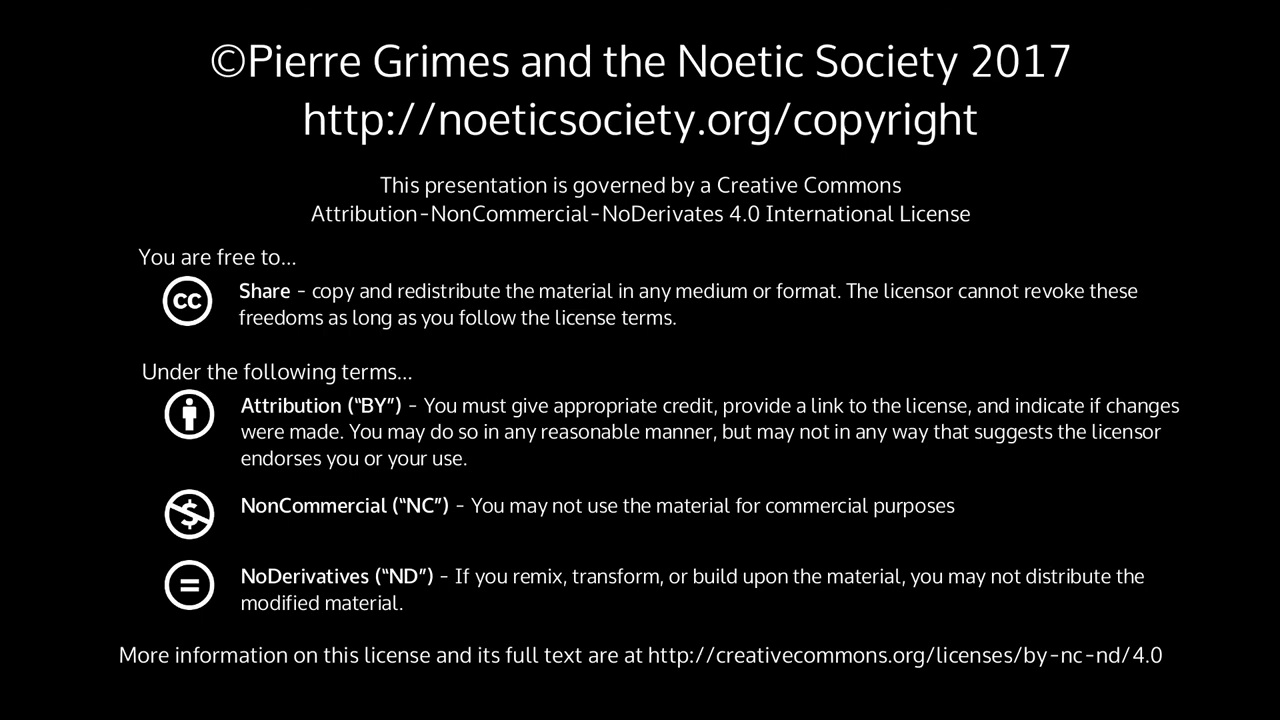 ©Pierre Grimes and the Noetic Society 2017
http://noeticsociety.org/copyright
This presentation is governed by a Creative Commons
Attribution-NonCommercial-NoDerivates 4.0 International License
You are free to...
cc
Share - copy and redistribute the material in any medium or format. The licensor cannot revoke these
freedoms as long as you follow the license terms.
Under the following terms...
Attribution (“BY”) - You must give appropriate credit, provide a link to the license, and indicate if changes
were made. You may do so in any reasonable manner, but may not in any way that suggests the licensor
endorses you or your use.
$
NonCommercial (“NC”) - You may not use the material for commercial purposes
=
NoDerivatives (“ND”) - If you remix, transform, or build upon the material, you may not distribute the
modified material.
More information on this license and its full text are at http://creativecommons.org/licenses/by-nc-nd/4.0